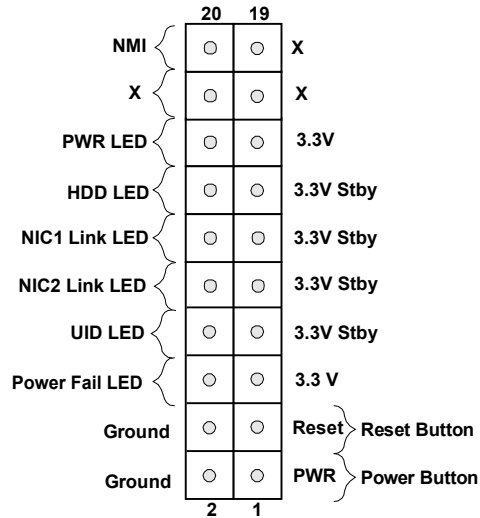 20 19
NMI X
X X
PWR LED 3.3V
HDD LED 3.3V Stby
NIC1 Link LED 3.3V Stby
NIC2 Link LED 3.3V Stby
UID LED 3.3V Stby
Power Fail LED 3.3 V
Ground Reset Reset Button
Ground PWR Power Button
2 1